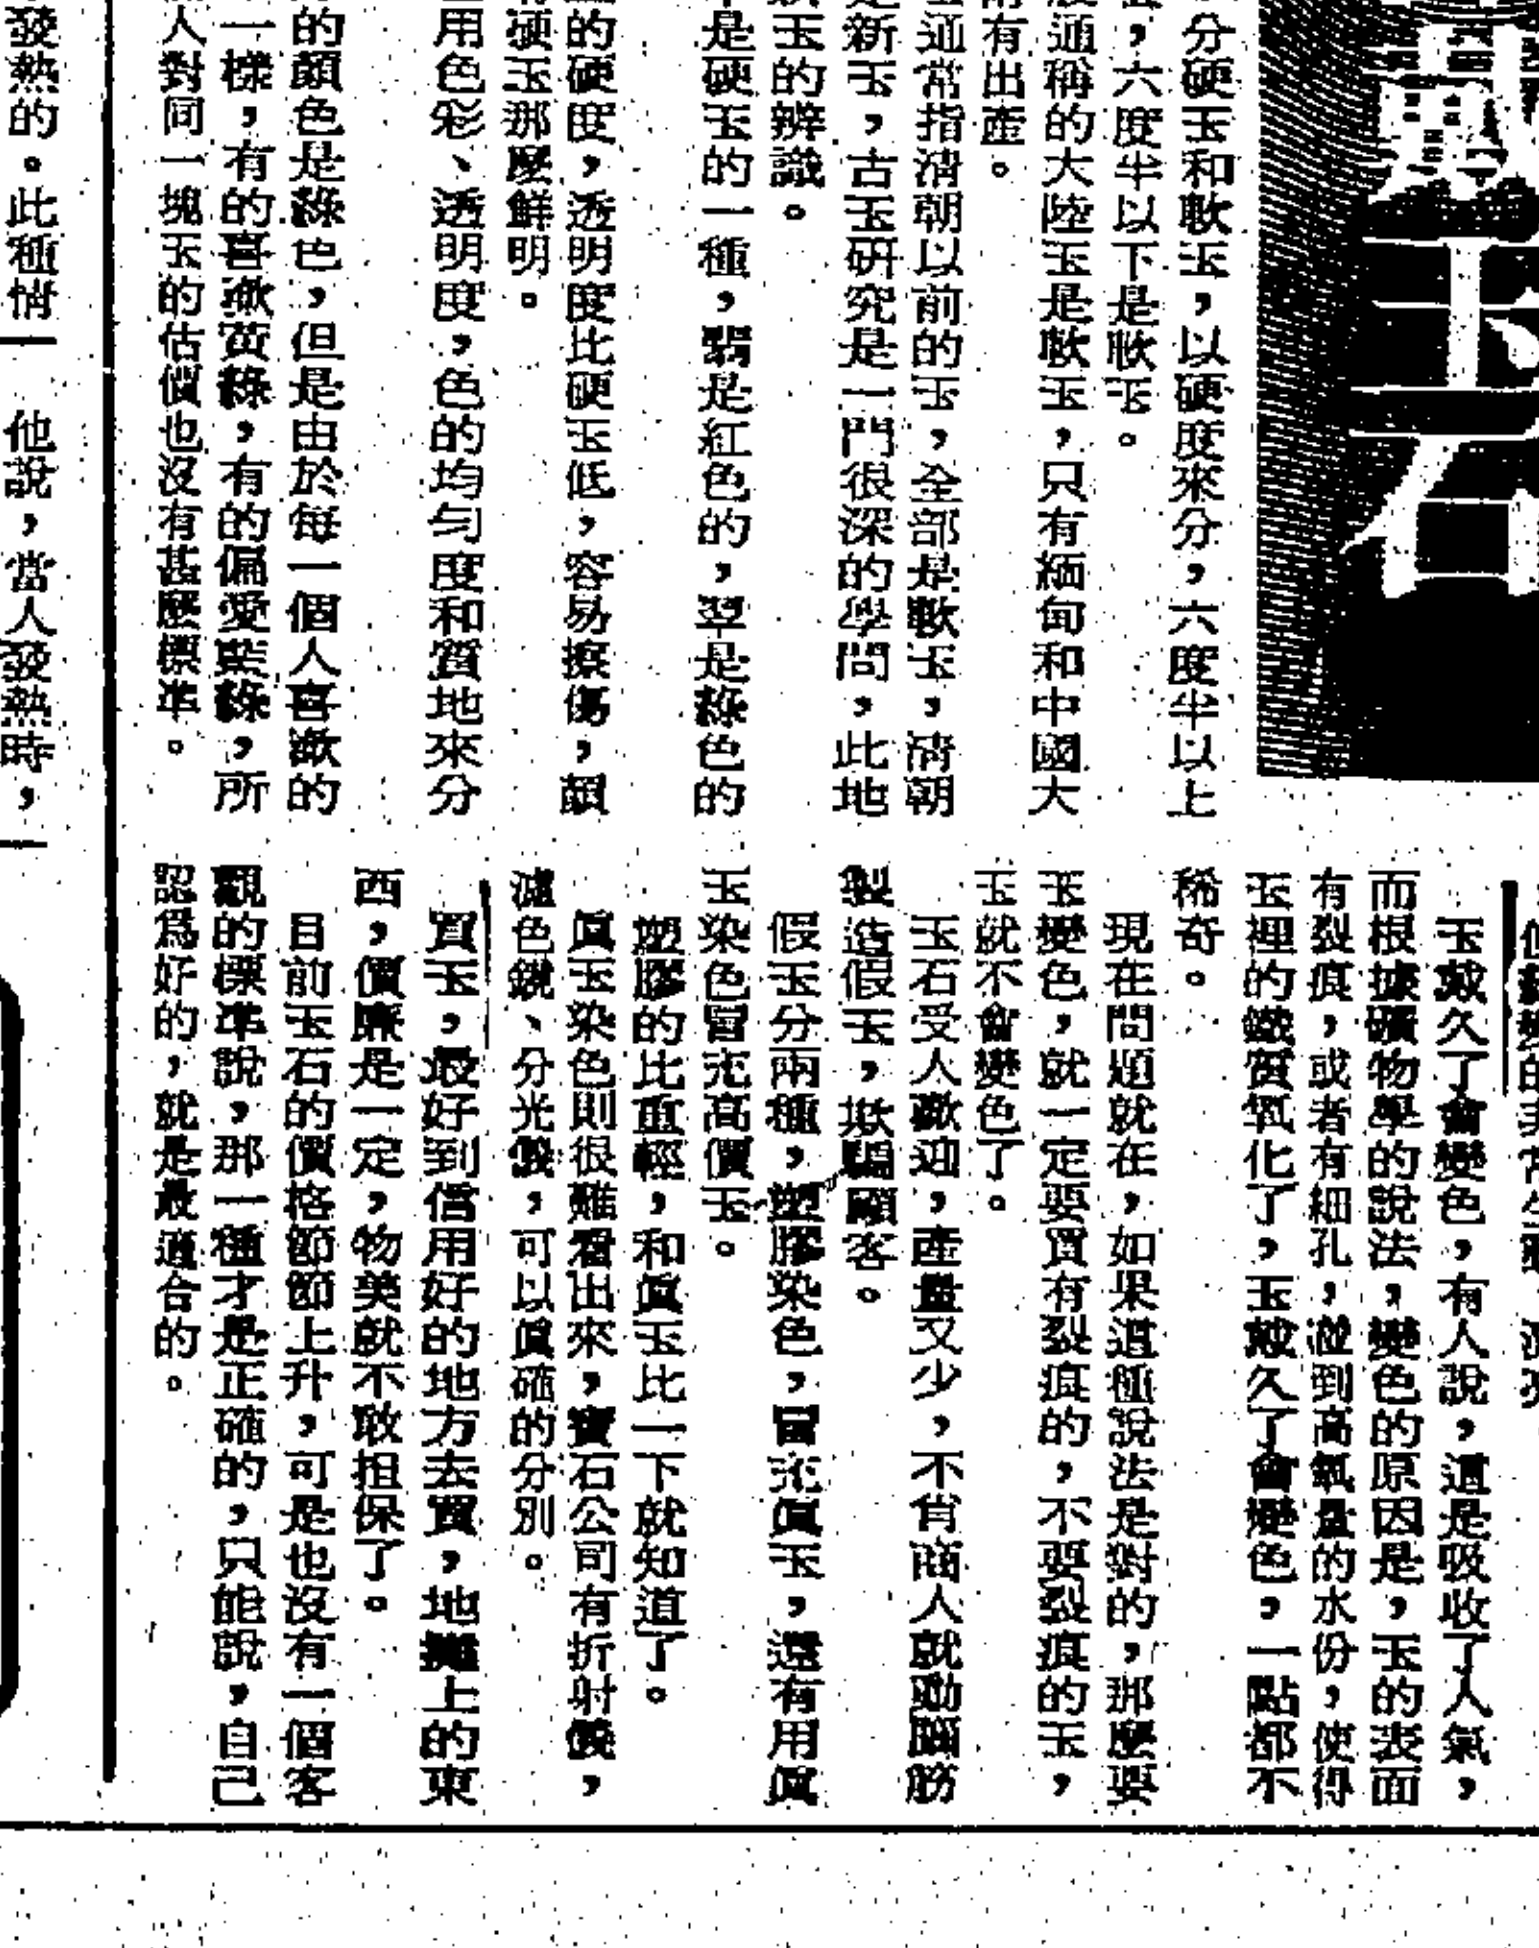 玉石
分硬玉和軟玉，以硬度來分，六度半以上
，六度半以下是軟玉。
通稱的大陸玉是軟玉，只有緬甸和中國大
有出產。
通常指清朝以前的玉，全部是軟玉，清朝
是新玉，古玉研究是一門很深的學問，此地
玉的辨識。
是硬玉的一種，翡是紅色的，翠是綠色的
的硬度，透明度比硬玉低，容易擦傷，顏
硬玉那麼鮮明。
用色彩、透明度，色的均勻度和質地來分
的顏色是綠色，但是由於每一個人喜歡的
一樣，有的喜歡黃綠，有的偏愛藍綠，所
人對同一塊玉的估價也沒有甚麼標準。
發熱的。此種情
他說，當人發熱時，
玉戴久了會變色，有人說，這是吸收了人氣，
而根據礦物學的說法，變色的原因是，玉的表面
有裂痕，或者有細孔，碰到高氧量的水份，使得
玉裡的鐵質氧化了，玉戴久了會變色，一點都不
稀奇。
現在問題就在，如果這種說法是對的，那麼要
玉變色，就一定要買有裂痕的，不要裂痕的玉，
玉就不會變色了。
玉石受人歡迎，產量又少，不肖商人就動腦筋
製造假玉，欺騙顧客。
假玉分兩種，塑膠染色，冒充眞玉，還有用眞
玉染色冒充高價玉。
塑膠的比重輕，和眞玉比一下就知道了。
眞玉染色則很難看出來，寶石公司有折射儀，
濾色鏡、分光儀，可以眞確的分別。
買玉，最好到信用好的地方去買，地攤上的東
西，價廉是一定，物美就不敢担保了。
目前玉石的價格節節上升，可是也沒有一個客
觀的標準說，那一種才是正確的，只能說，自己
認爲好的，就是最適合的。